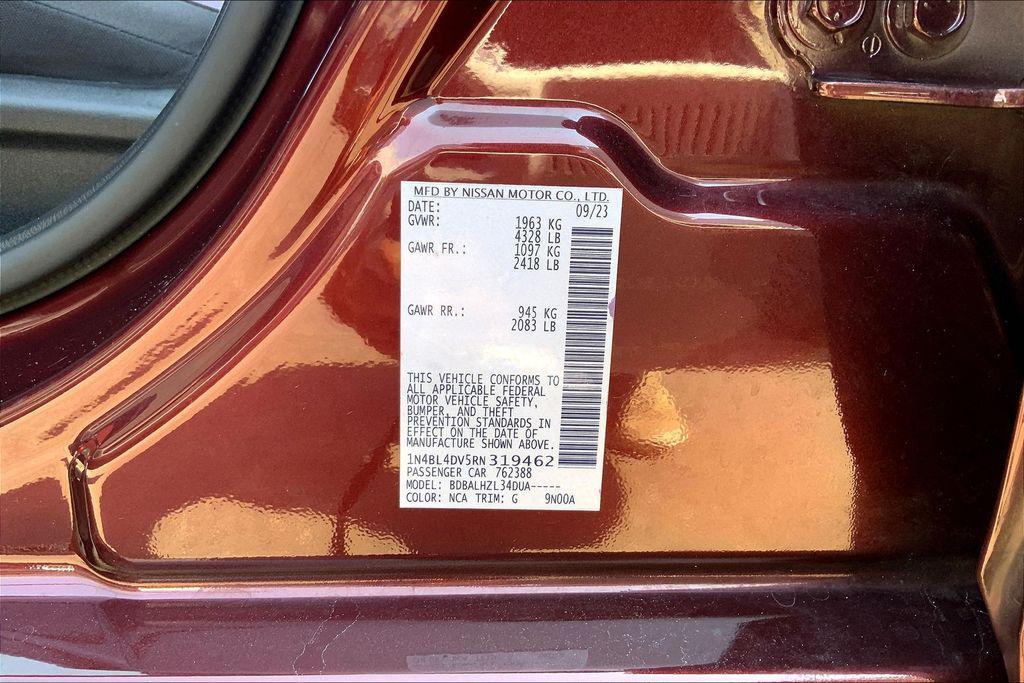 MFD BY NISSAN MOTOR CO., LTD.
DATE: 09/23
GVWR: 1963 KG
4328 LB
GAWR FR.: 1097 KG
2418 LB
GAWR RR.: 945 KG
2083 LB
THIS VEHICLE CONFORMS TO
ALL APPLICABLE FEDERAL
MOTOR VEHICLE SAFETY,
BUMPER, AND THEFT
PREVENTION STANDARDS IN
EFFECT ON THE DATE OF
MANUFACTURE SHOWN ABOVE.
1N4BL4DV5RN319462
PASSENGER CAR 762388
MODEL: BDBALHZL34DUA-----
COLOR: NCA TRIM: G 9N00A